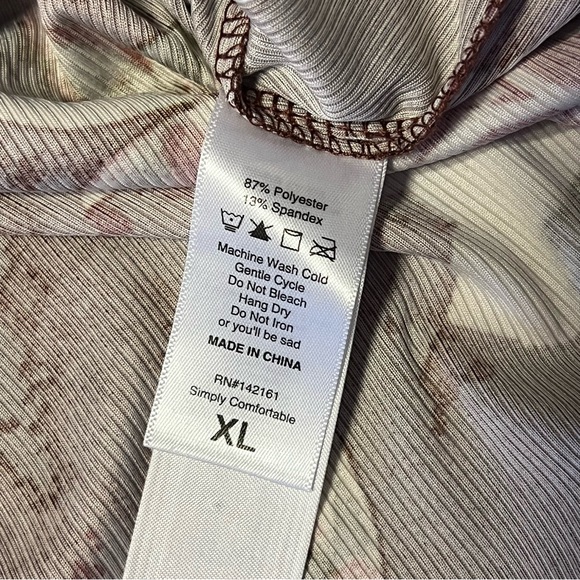 87% Polyester
13% Spandex
Machine Wash Cold
Gentle Cycle
Do Not Bleach
Hang Dry
Do Not Iron
or you'll be sad
MADE IN CHINA
RN#142161
Simply Comfortable
XL